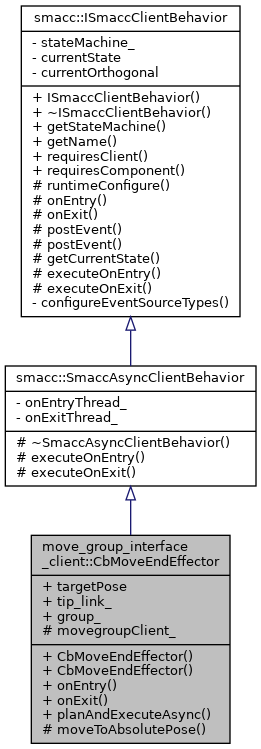 smacc::ISmaccClientBehavior
- stateMachine_
- currentState
- currentOrthogonal
+ ISmaccClientBehavior()
+ ~ISmaccClientBehavior()
+ getStateMachine()
+ getName()
+ requiresClient()
+ requiresComponent()
# runtimeConfigure()
# onEntry()
# onExit()
# postEvent()
# postEvent()
# getCurrentState()
# executeOnEntry()
# executeOnExit()
- configureEventSourceTypes()
smacc::SmaccAsyncClientBehavior
- onEntryThread_
- onExitThread_
# ~SmaccAsyncClientBehavior()
# executeOnEntry()
# executeOnExit()
move_group_interface
_client::CbMoveEndEffector
+ targetPose
+ tip_link_
+ group_
# movegroupClient_
+ CbMoveEndEffector()
+ CbMoveEndEffector()
+ onEntry()
+ onExit()
+ planAndExecuteAsync()
# moveToAbsolutePose()